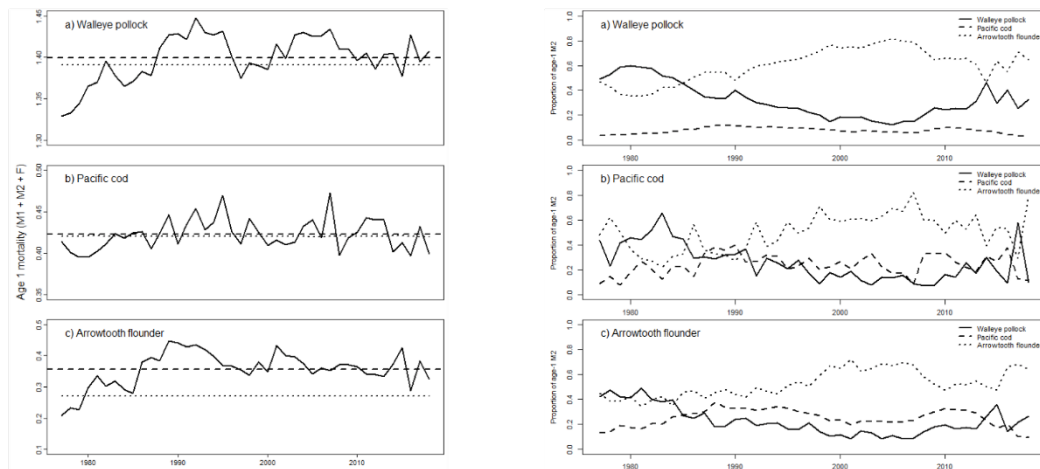 a) Walleye pollock
1.45
1.40
1.35
1.30
b) Pacific cod
0.50
0.45
0.40
0.35
Age 1 mortality (M1 + M2 + F)
c) Arrowtooth flounder
0.5
0.4
0.3
0.2
0.1
1980 1990 2000 2010
a) Walleye pollock
Walleye pollock
Pacific cod
Arrowtooth flounder
Proportion of age-1 M2
1.0
0.8
0.6
0.4
0.2
0.0
1980 1990 2000 2010
b) Pacific cod
Walleye pollock
Pacific cod
Arrowtooth flounder
Proportion of age-1 M2
1.0
0.8
0.6
0.4
0.2
0.0
1980 1990 2000 2010
c) Arrowtooth flounder
Walleye pollock
Pacific cod
Arrowtooth flounder
Proportion of age-1 M2
1.0
0.8
0.6
0.4
0.2
0.0
1980 1990 2000 2010